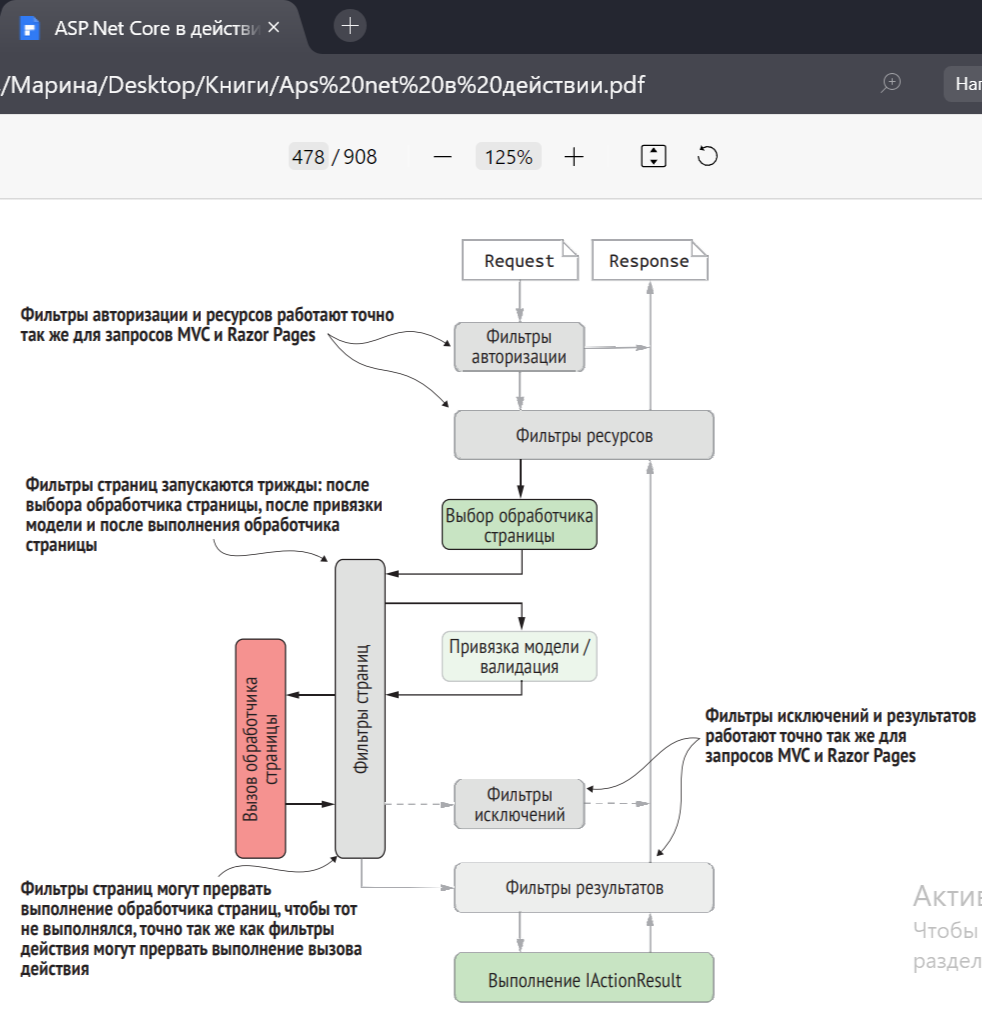 ASP.Net Core в действи
/Марина/Desktop/Книги/Aps%20net%20в%20действии.pdf
478 / 908
125%
Request
Response
Фильтры авторизации и ресурсов работают точно
так же для запросов MVC и Razor Pages
Фильтры
авторизации
Фильтры ресурсов
Фильтры страниц запускаются трижды: после
выбора обработчика страницы, после привязки
модели и после выполнения обработчика
страницы
Выбор обработчика
страницы
Привязка модели /
валидация
Фильтры страниц
Вызов обработчика
страницы
Фильтры исключений и результатов
работают точно так же для
запросов MVC и Razor Pages
Фильтры
исключений
Фильтры результатов
Фильтры страниц могут прервать
выполнение обработчика страниц, чтобы тот
не выполнялся, точно так же как фильтры
действия могут прервать выполнение вызова
действия
Выполнение IActionResult
Чтобы